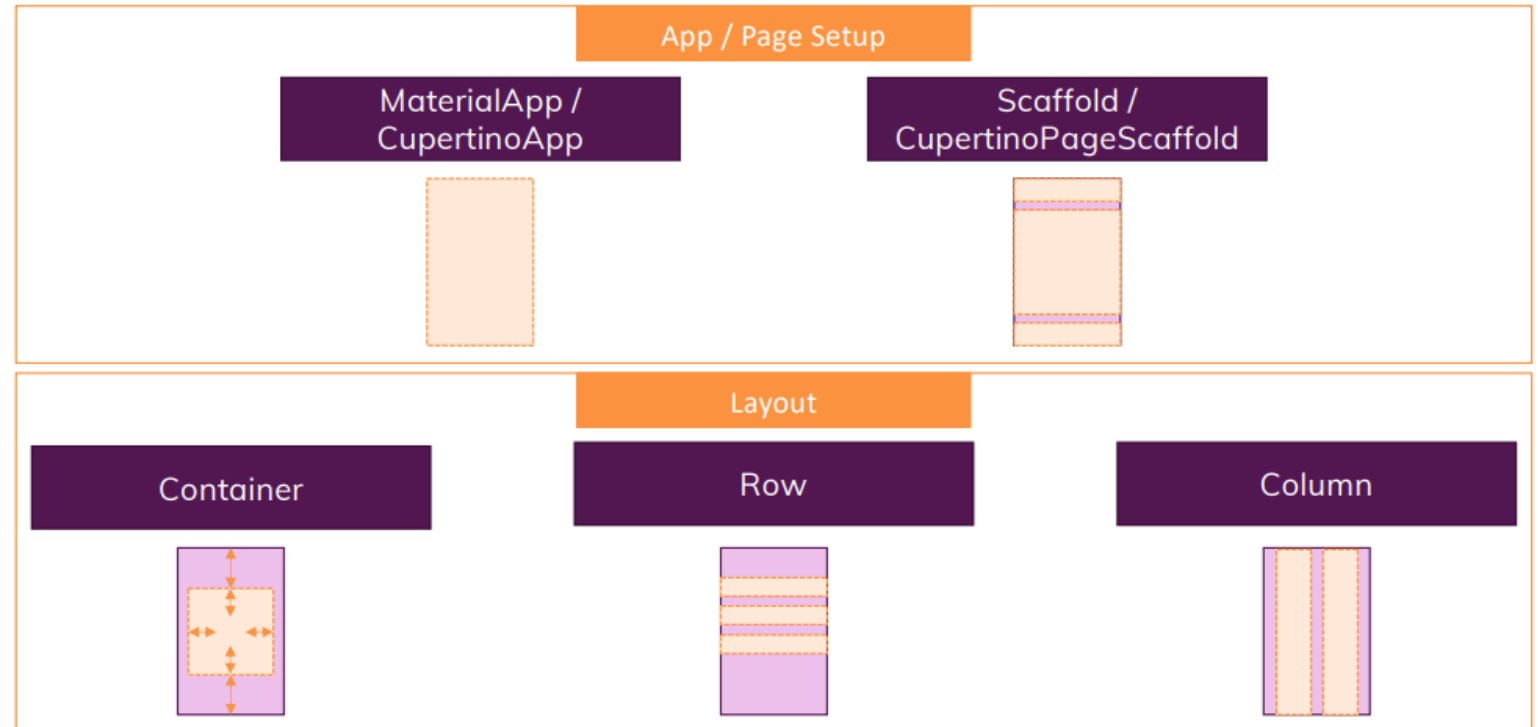 App / Page Setup
MaterialApp /
CupertinoApp
Scaffold /
CupertinoPageScaffold
Layout
Container
Row
Column